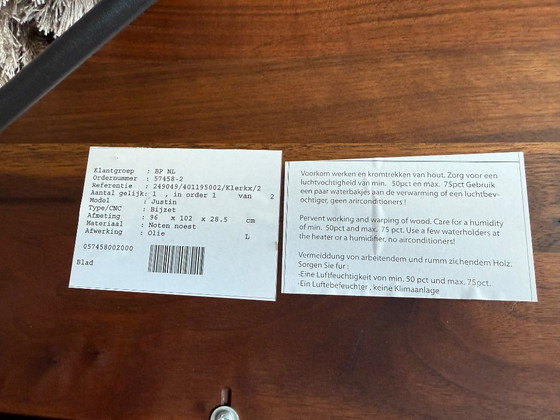 Klantgroep : BP NL
Ordernummer : 57458-2
Referentie : 249049/401195002/Klerkx/2
Aantal gelijk: 1 , in order 1 van 2
Model : Justin
Type/CNC : Bijzet
Afmeting : 96 x 102 x 28.5 cm
Materiaal : Noten noest
Afwerking : Olie L
057458002000
Blad
Voorkom werken en kromtrekken van hout. Zorg voor een
luchtvochtigheid van min. 50pct en max. 75pct Gebruik
een paar waterbakjes aan de verwarming of een luchtbev-
ochtiger, geen airconditioners !
Pervent working and warping of wood. Care for a humidity
of min. 50pct and max. 75 pct. Use a few waterholders at
the heater or a humidifier, no airconditioners!
Vermeidung von arbeitendem und rumm ziehendem Holz.
Sorgen Sie fur :
-Eine Luftfeuchtigkeit von min. 50 pct und max. 75pct.
-Ein Luftebefeuchter , keine Klimaanlage